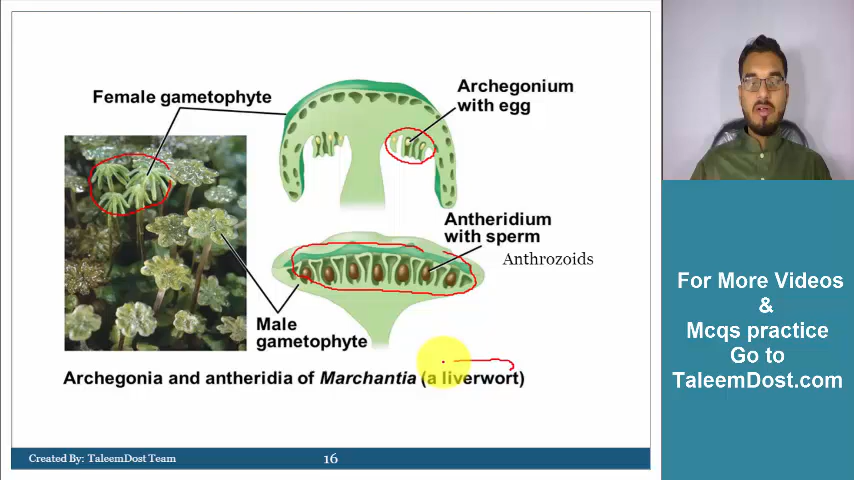 Female gametophyte
Archegonium
with egg
Antheridium
with sperm
Anthrozoids
Male
gametophyte
Archegonia and antheridia of Marchantia (a liverwort)
Created By: TaleemDost Team
16
For More Videos
&
Mcqs practice
Go to
TaleemDost.com